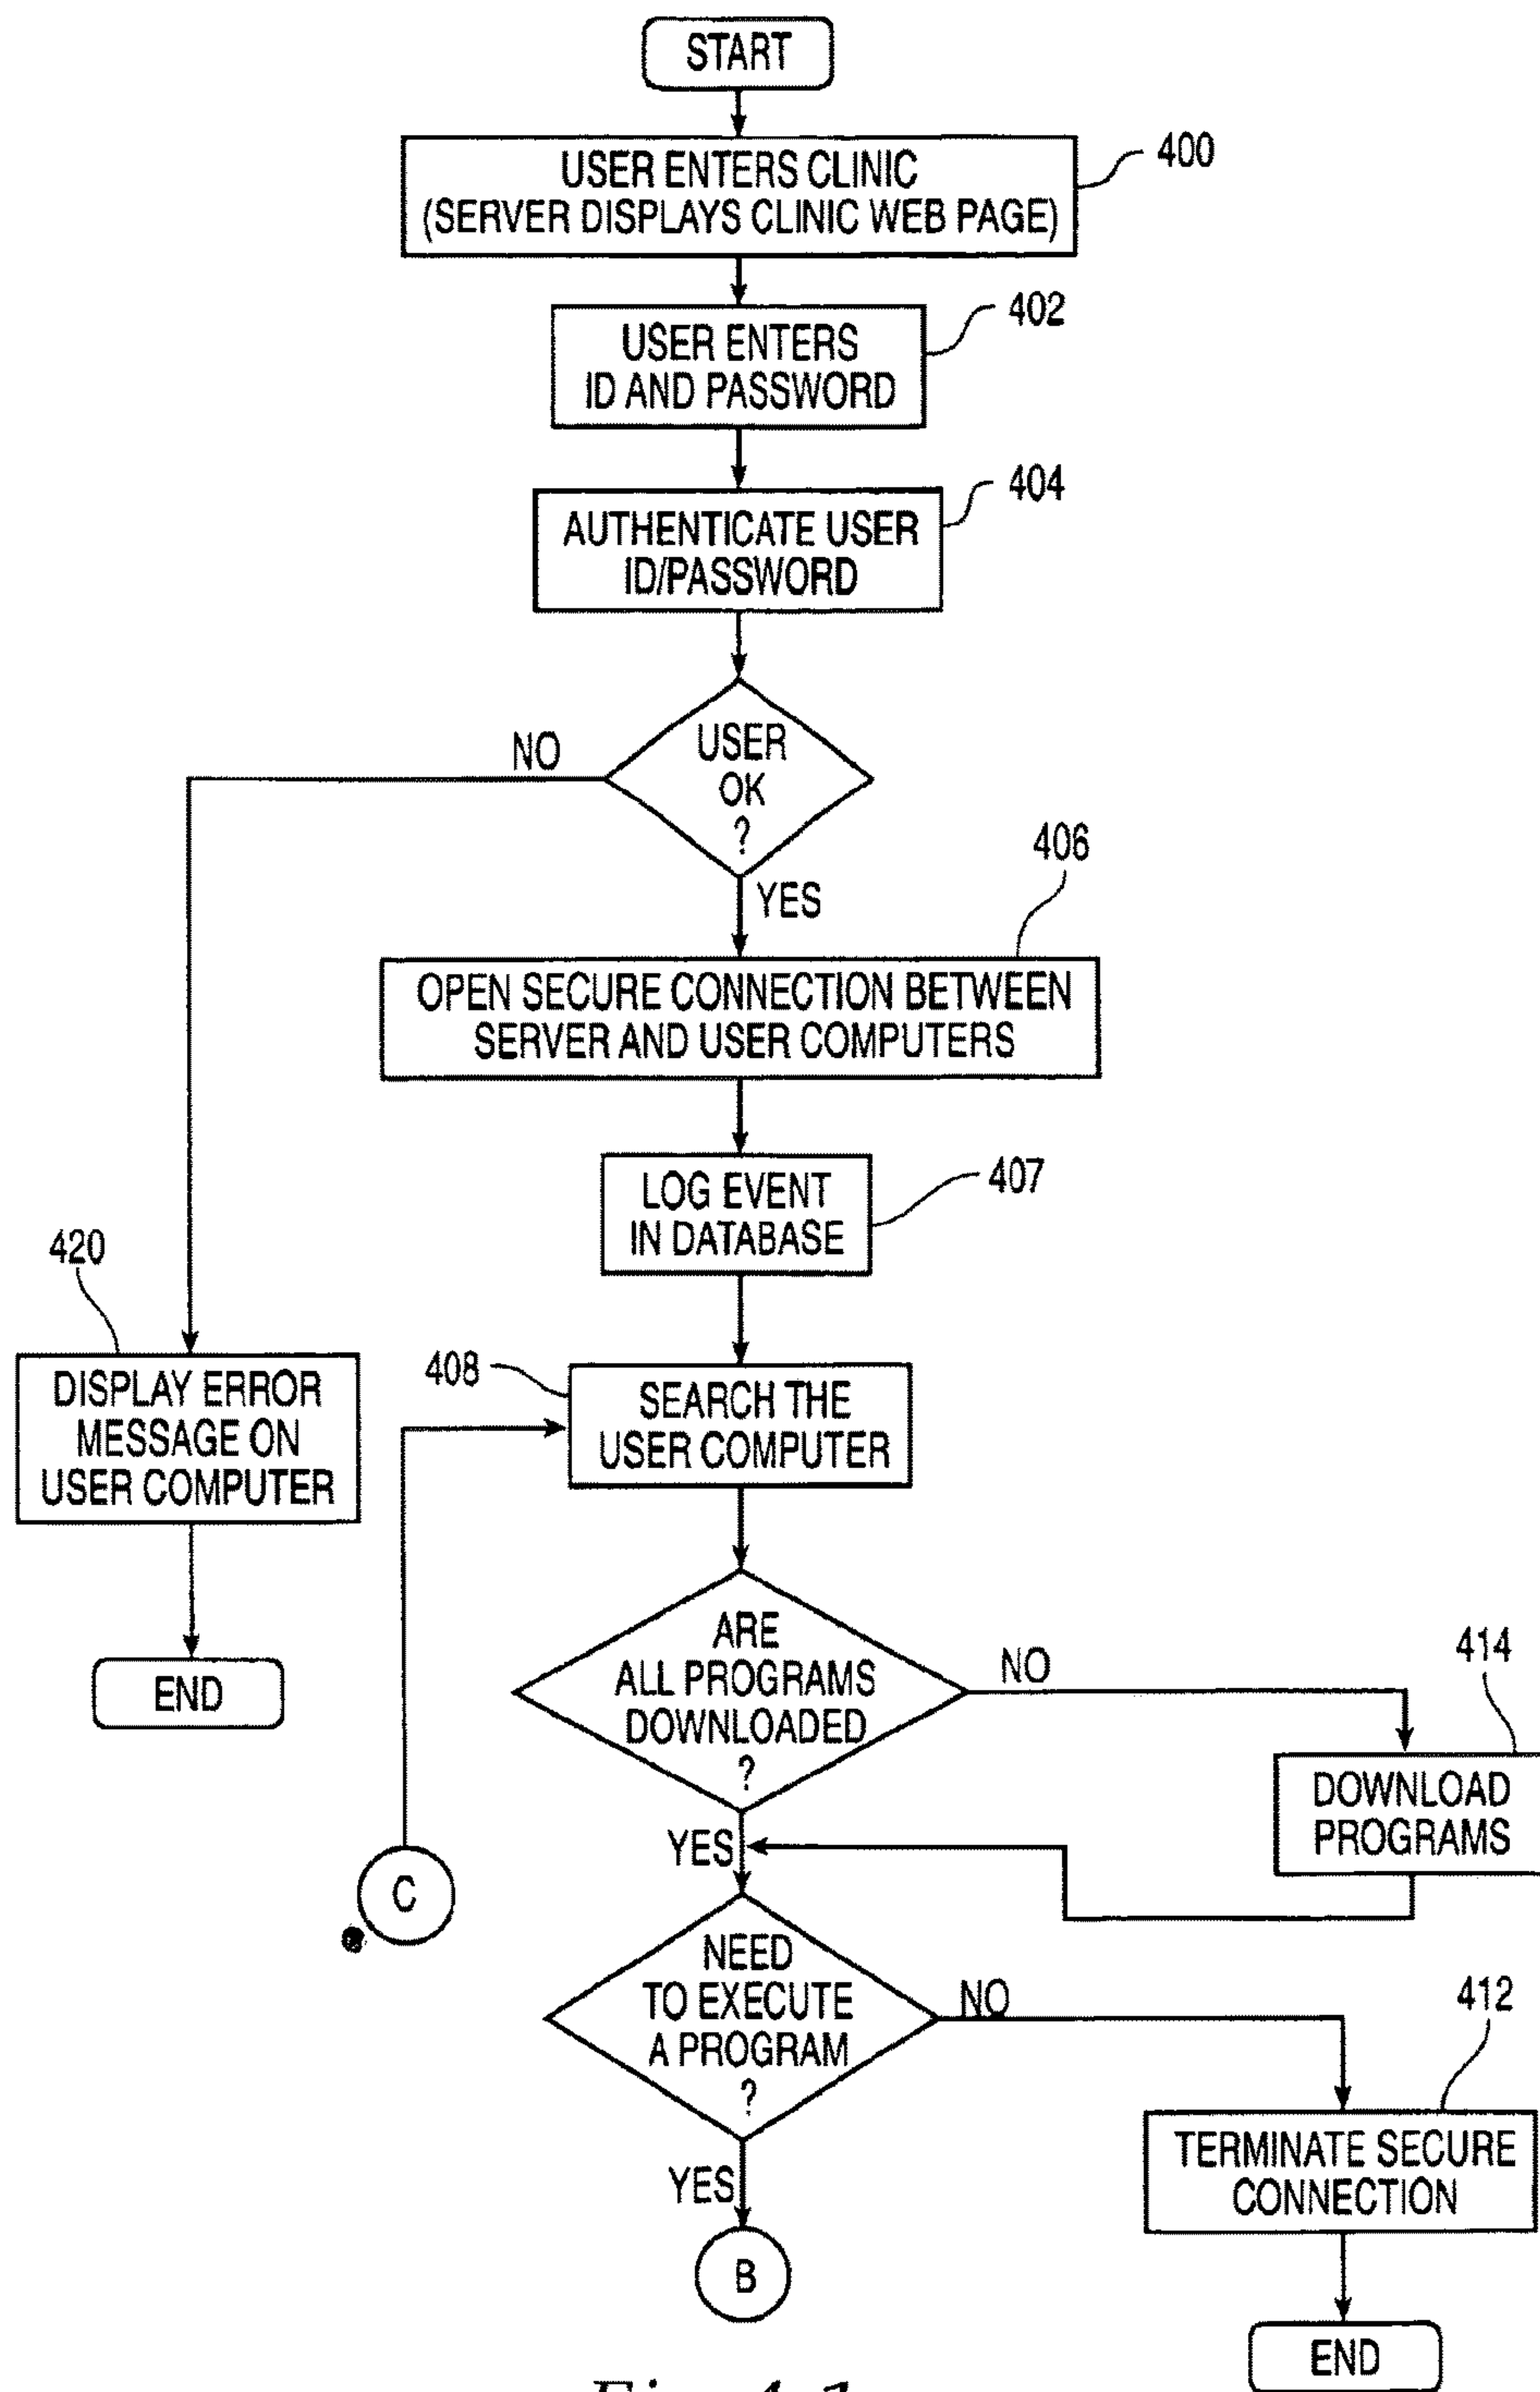 START
USER ENTERS CLINIC
(SERVER DISPLAYS CLINIC WEB PAGE)
400
USER ENTERS
ID AND PASSWORD
402
AUTHENTICATE USER
ID/PASSWORD
404
USER
OK
?
NO
YES
406
OPEN SECURE CONNECTION BETWEEN
SERVER AND USER COMPUTERS
LOG EVENT
IN DATABASE
407
420
DISPLAY ERROR
MESSAGE ON
USER COMPUTER
END
408
SEARCH THE
USER COMPUTER
ARE
ALL PROGRAMS
DOWNLOADED
?
NO
414
DOWNLOAD
PROGRAMS
YES
C
NEED
TO EXECUTE
A PROGRAM
?
NO
412
TERMINATE SECURE
CONNECTION
YES
B
END